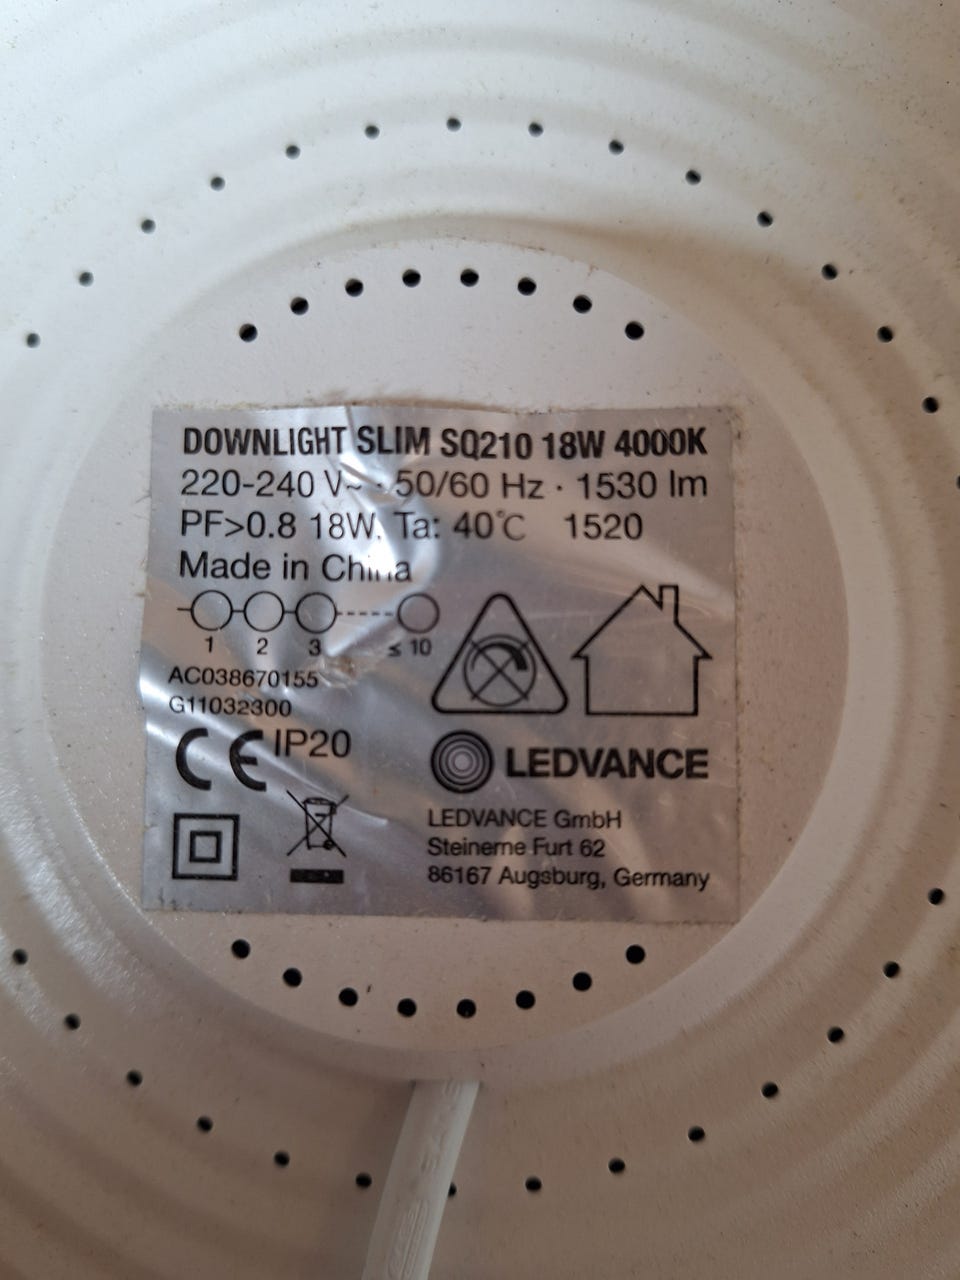 DOWNLIGHT SLIM SQ210 18W 4000K
220-240 V~ · 50/60 Hz · 1530 lm
PF>0.8 18W, Ta: 40℃ 1520
Made in China
1 2 3 ≤ 10
AC038670155
G11032300
CE IP20
LEDVANCE
LEDVANCE GmbH
Steinerne Furt 62
86167 Augsburg, Germany